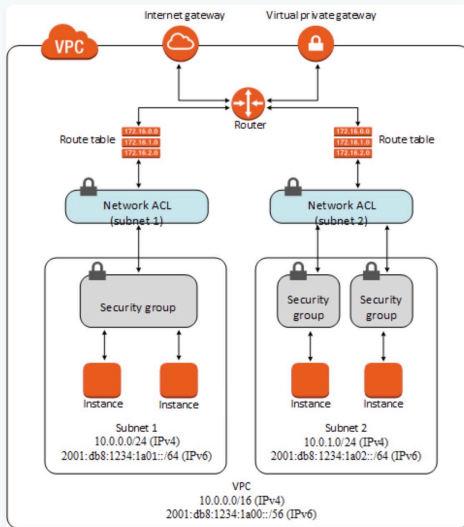 Internet gateway
Virtual private gateway
VPC
Router
Route table
172.16.0.0
172.16.1.0
172.16.2.0
172.16.0.0
172.16.1.0
172.16.2.0
Route table
Network ACL
(subnet 1)
Network ACL
(subnet 2)
Security group
Security
group
Security
group
Instance
Instance
Instance
Instance
Subnet 1
10.0.0.0/24 (IPv4)
2001:db8:1234:1a01::/64 (IPv6)
Subnet 2
10.0.1.0/24 (IPv4)
2001:db8:1234:1a02::/64 (IPv6)
VPC
10.0.0.0/16 (IPv4)
2001:db8:1234:1a00::/56 (IPv6)